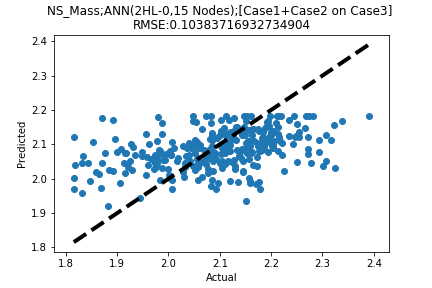 NS_Mass;ANN(2HL-0,15 Nodes);[Case1+Case2 on Case3]
RMSE:0.10383716932734904
2.4
2.3
2.2
2.1
2.0
1.9
1.8
Predicted
1.8 1.9 2.0 2.1 2.2 2.3 2.4
Actual